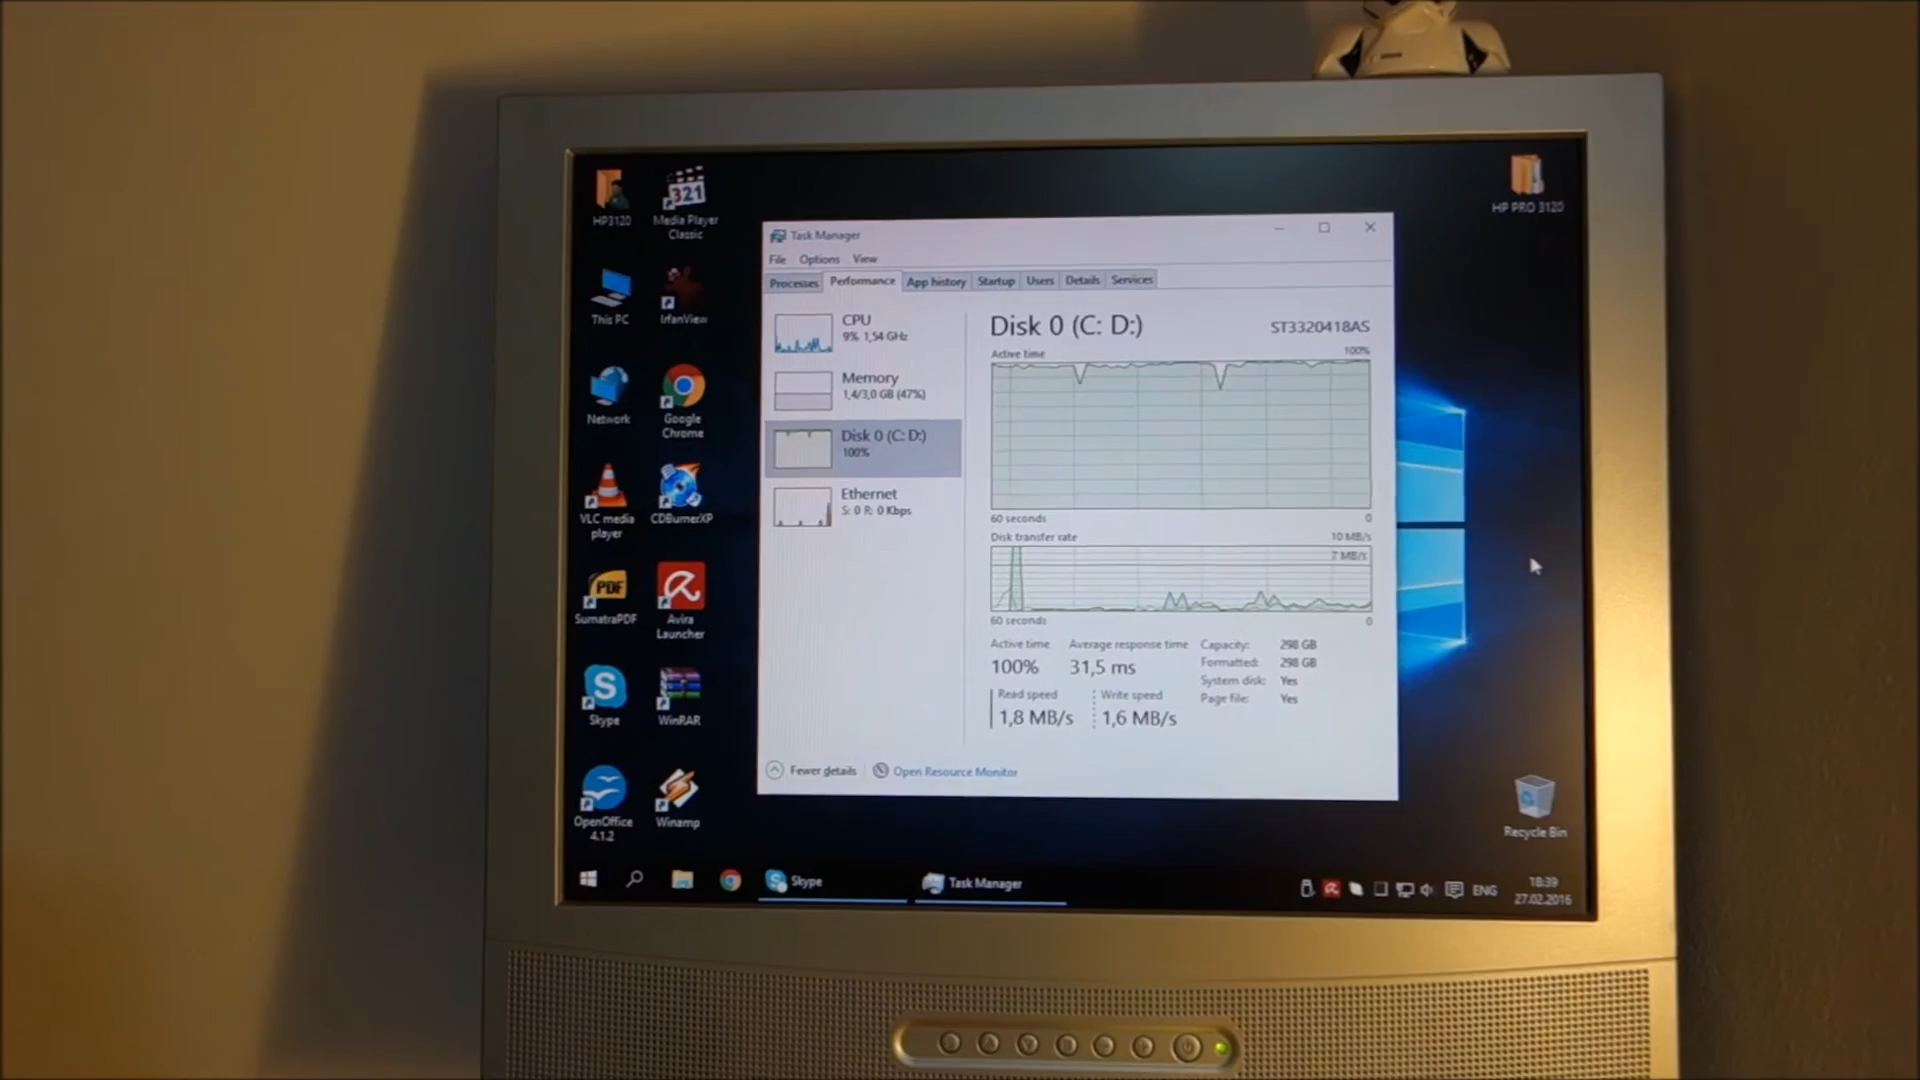 HP3120
321
Media Player
Classic
HP PRO 3120
This PC
IrfanView
Network
Google
Chrome
VLC media
player
CDBurnerXP
PDF
SumatraPDF
Avira
Launcher
Skype
WinRAR
OpenOffice
4.1.2
Winamp
Recycle Bin
Task Manager
File Options View
Processes Performance App history Startup Users Details Services
CPU
9% 1,54 GHz
Memory
1,4/3,0 GB (47%)
Disk 0 (C: D:)
100%
Ethernet
S: 0 R: 0 Kbps
Disk 0 (C: D:) ST3320418AS
Active time 100%
60 seconds 0
Disk transfer rate 10 MB/s
7 MB/s
60 seconds 0
Active time Average response time
100% 31,5 ms
Read speed Write speed
1,8 MB/s 1,6 MB/s
Capacity: 298 GB
Formatted: 298 GB
System disk: Yes
Page file: Yes
Fewer details Open Resource Monitor
Skype Task Manager ENG
18:39
27.02.2016